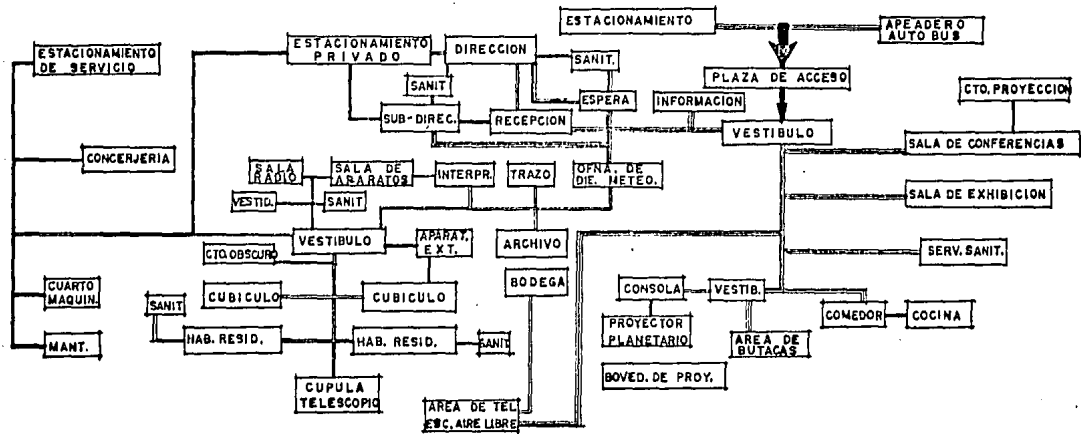 ESTACIONAMIENTO
APEADERO
AUTO BUS
ESTACIONAMIENTO
DE SERVICIO
ESTACIONAMIENTO
PRIVADO
DIRECCION
SANIT.
PLAZA DE ACCESO
SANIT
ESPERA
INFORMACION
CTO. PROYECCION
SUB-DIREC.
RECEPCION
VESTIBULO
SALA DE CONFERENCIAS
CONCERJERIA
SALA
RADIO
SALA DE
APARATOS
INTERPR.
TRAZO
OFNA. DE
DIE. METEO.
VESTID.
SANIT
SALA DE EXHIBICION
VESTIBULO
APARAT.
EXT.
ARCHIVO
SERV. SANIT.
CTO. OBSCURO
BODEGA
CUARTO
MAQUIN.
SANIT
CUBICULO
CUBICULO
CONSOLA
VESTIB.
COMEDOR
COCINA
PROYECTOR
PLANETARIO
AREA DE
BUTACAS
MANT.
HAB. RESID.
HAB. RESID.
SANIT
BOVED. DE PROY.
CUPULA
TELESCOPIO
AREA DE TEL
ESC. AIRE LIBRE